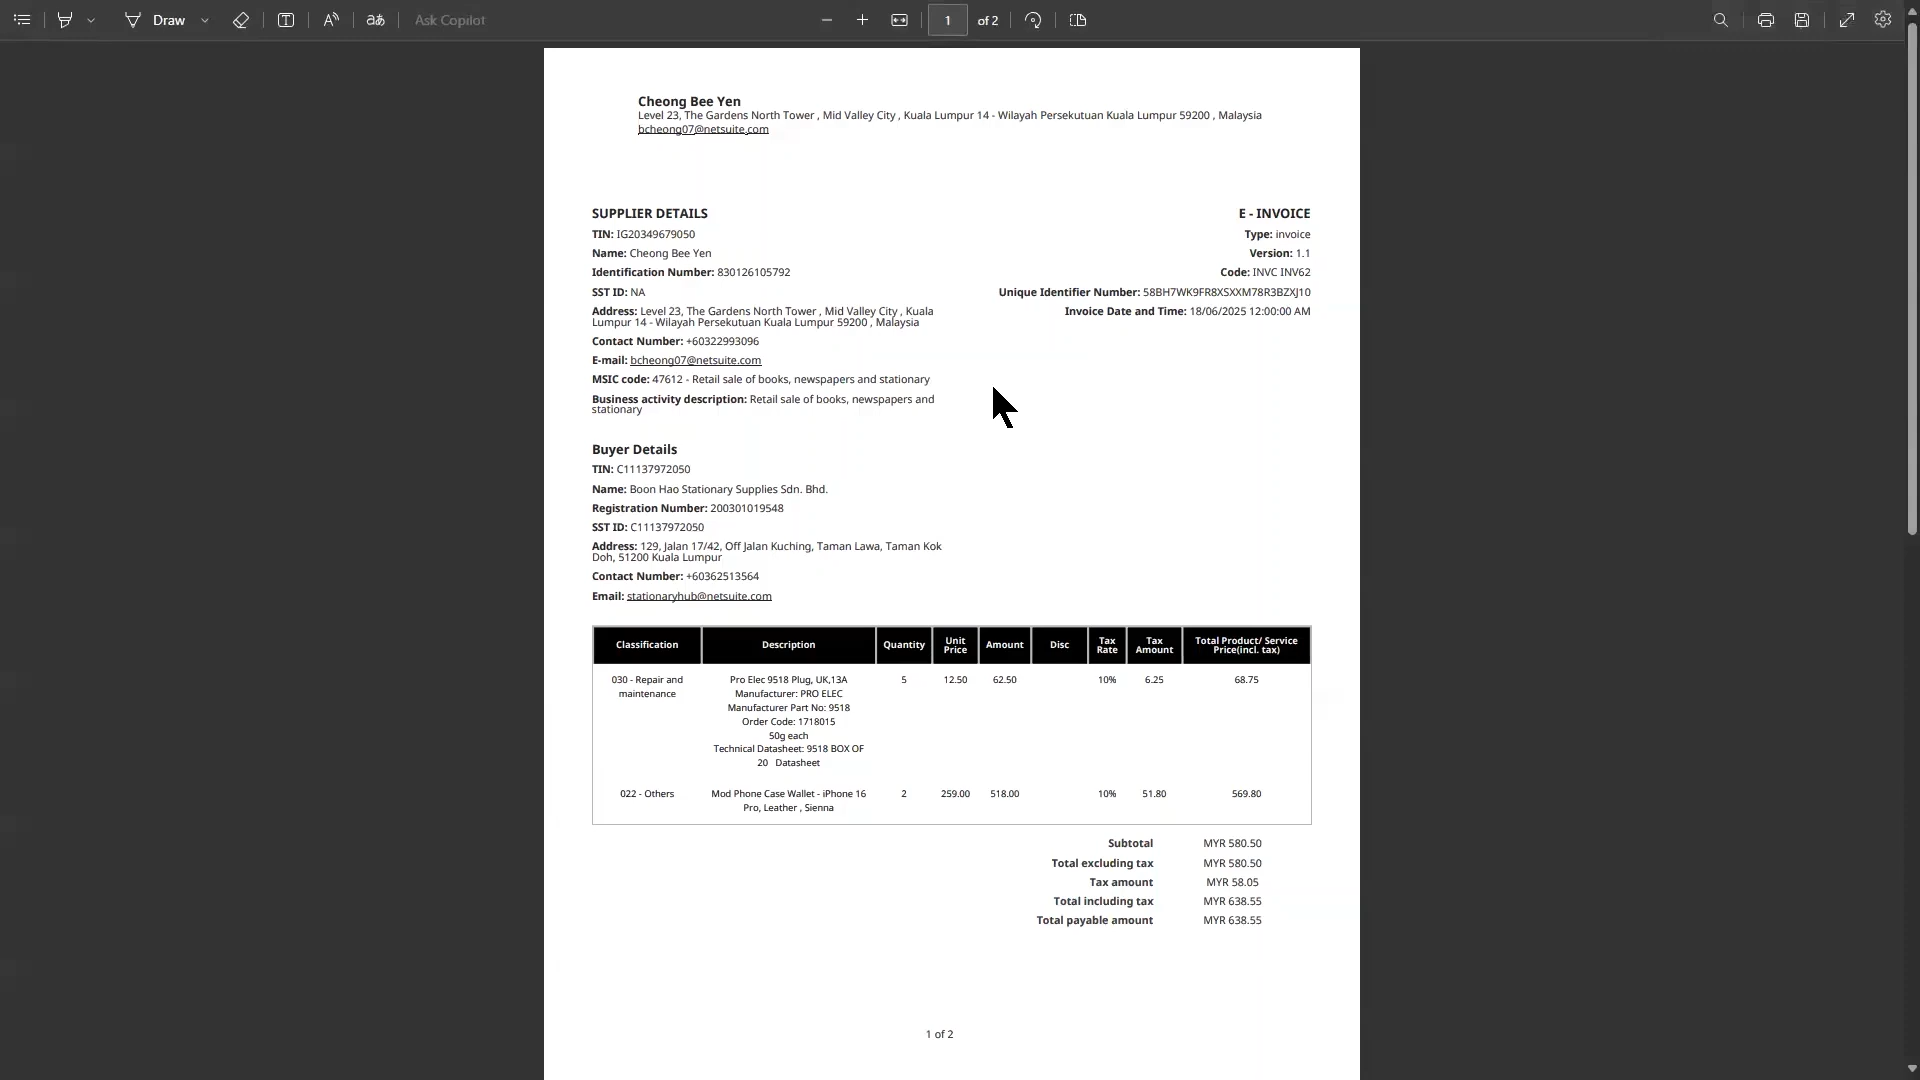 Draw
Ask Copilot
1 of 2
Cheong Bee Yen
Level 23, The Gardens North Tower , Mid Valley City , Kuala Lumpur 14 - Wilayah Persekutuan Kuala Lumpur 59200 , Malaysia
bcheong07@netsuite.com
SUPPLIER DETAILS
TIN: IG20349679050
Name: Cheong Bee Yen
Identification Number: 830126105792
SST ID: NA
Address: Level 23, The Gardens North Tower , Mid Valley City , Kuala
Lumpur 14 - Wilayah Persekutuan Kuala Lumpur 59200 , Malaysia
Contact Number: +60322993096
E-mail: bcheong07@netsuite.com
MSIC code: 47612 - Retail sale of books, newspapers and stationary
Business activity description: Retail sale of books, newspapers and
stationary
E - INVOICE
Type: invoice
Version: 1.1
Code: INVC INV62
Unique Identifier Number: 58BH7WK9FR8XSXXM78R3BZXJ10
Invoice Date and Time: 18/06/2025 12:00:00 AM
Buyer Details
TIN: C11137972050
Name: Boon Hao Stationary Supplies Sdn. Bhd.
Registration Number: 200301019548
SST ID: C11137972050
Address: 129, Jalan 17/42, Off Jalan Kuching, Taman Lawa, Taman Kok
Doh, 51200 Kuala Lumpur
Contact Number: +60362513564
Email: stationaryhub@netsuite.com
Classification Description Quantity Unit Price Amount Disc Tax Rate Tax Amount Total Product/ Service Price(incl. tax)
030 - Repair and Pro Elec 9518 Plug, UK,13A 5 12.50 62.50 10% 6.25 68.75
maintenance Manufacturer: PRO ELEC
Manufacturer Part No: 9518
Order Code: 1718015
50g each
Technical Datasheet: 9518 BOX OF
20 Datasheet
022 - Others Mod Phone Case Wallet - iPhone 16 2 259.00 518.00 10% 51.80 569.80
Pro, Leather , Sienna
Subtotal MYR 580.50
Total excluding tax MYR 580.50
Tax amount MYR 58.05
Total including tax MYR 638.55
Total payable amount MYR 638.55
1 of 2